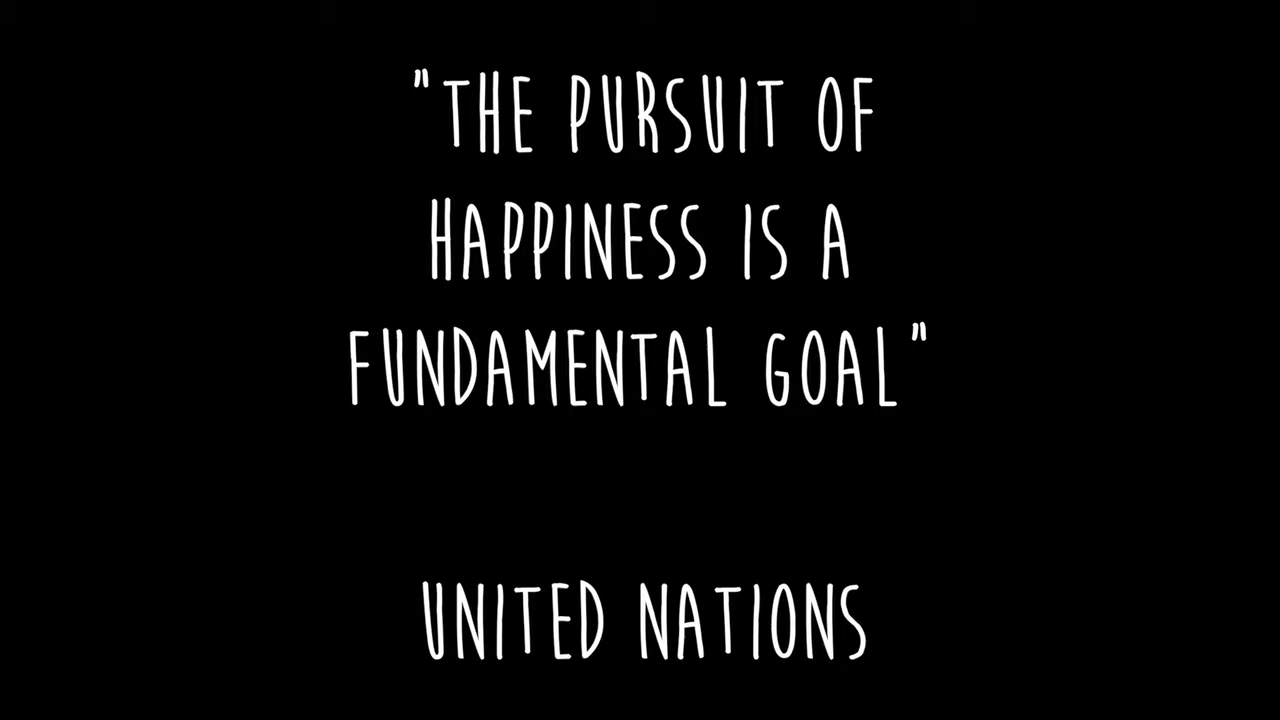 "THE PURSUIT OF
HAPPINESS IS A
FUNDAMENTAL GOAL"
UNITED NATIONS